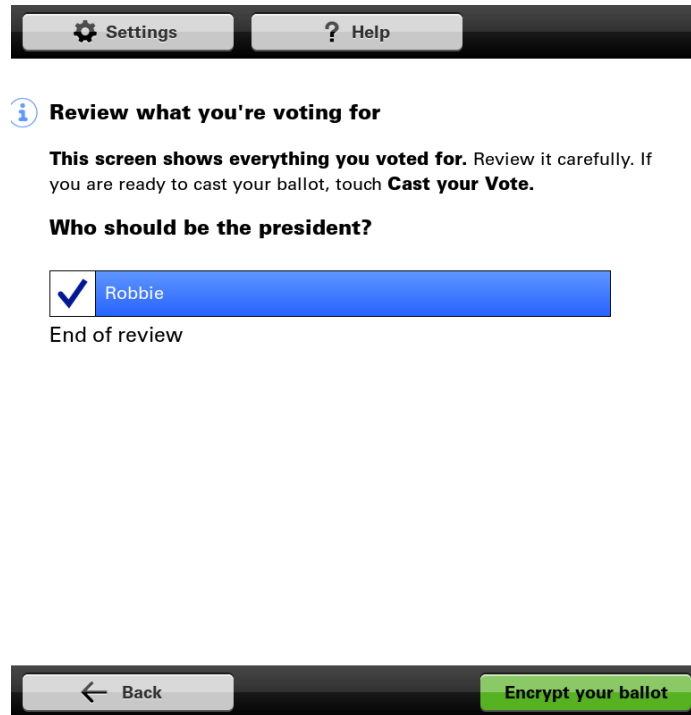 Settings
? Help
Review what you're voting for
This screen shows everything you voted for. Review it carefully. If
you are ready to cast your ballot, touch Cast your Vote.
Who should be the president?
Robbie
End of review
Back
Encrypt your ballot